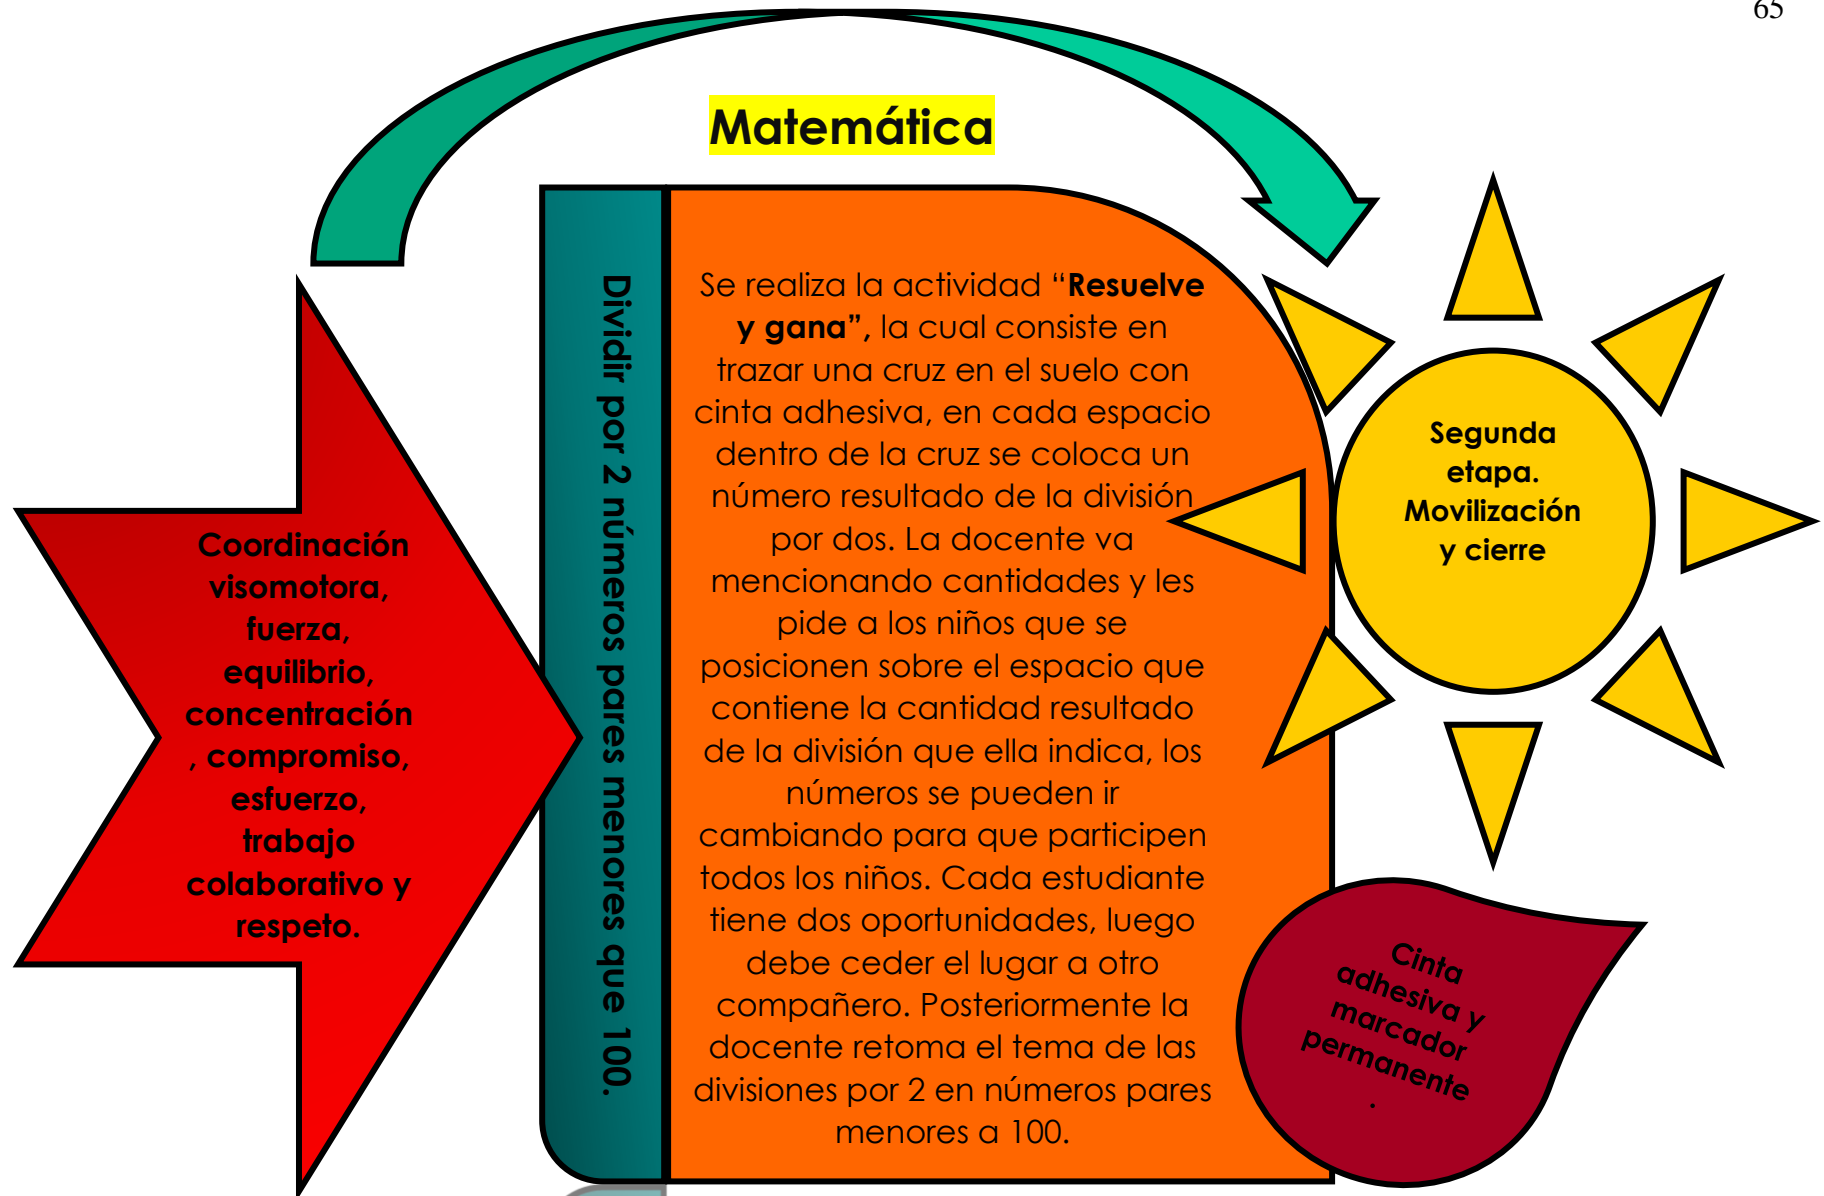 65
Matemática
Coordinación
visomotora,
fuerza,
equilibrio,
concentración
, compromiso,
esfuerzo,
trabajo
colaborativo y
respeto.
Dividir por 2 números pares menores que 100.
Se realiza la actividad “Resuelve
y gana”, la cual consiste en
trazar una cruz en el suelo con
cinta adhesiva, en cada espacio
dentro de la cruz se coloca un
número resultado de la división
por dos. La docente va
mencionando cantidades y les
pide a los niños que se
posicionen sobre el espacio que
contiene la cantidad resultado
de la división que ella indica, los
números se pueden ir
cambiando para que participen
todos los niños. Cada estudiante
tiene dos oportunidades, luego
debe ceder el lugar a otro
compañero. Posteriormente la
docente retoma el tema de las
divisiones por 2 en números pares
menores a 100.
Segunda
etapa.
Movilización
y cierre
Cinta
adhesiva y
marcador
permanente
.